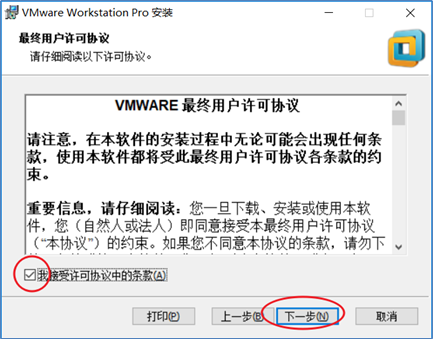 VMware Workstation Pro 安装
最终用户许可协议
请仔细阅读以下许可协议。
VMWARE 最终用户许可协议
请注意，在本软件的安装过程中无论可能会出现任何条
款，使用本软件都将受此最终用户许可协议各条款的约
束。
重要信息，请仔细阅读：您一旦下载、安装或使用本软
件，您（自然人或法人）即同意接受本最终用户许可协议
（“本协议”）的约束。如果您不同意本协议的条款，请勿下
我接受许可协议中的条款(A)
打印(P) 上一步(B) 下一步(N) 取消